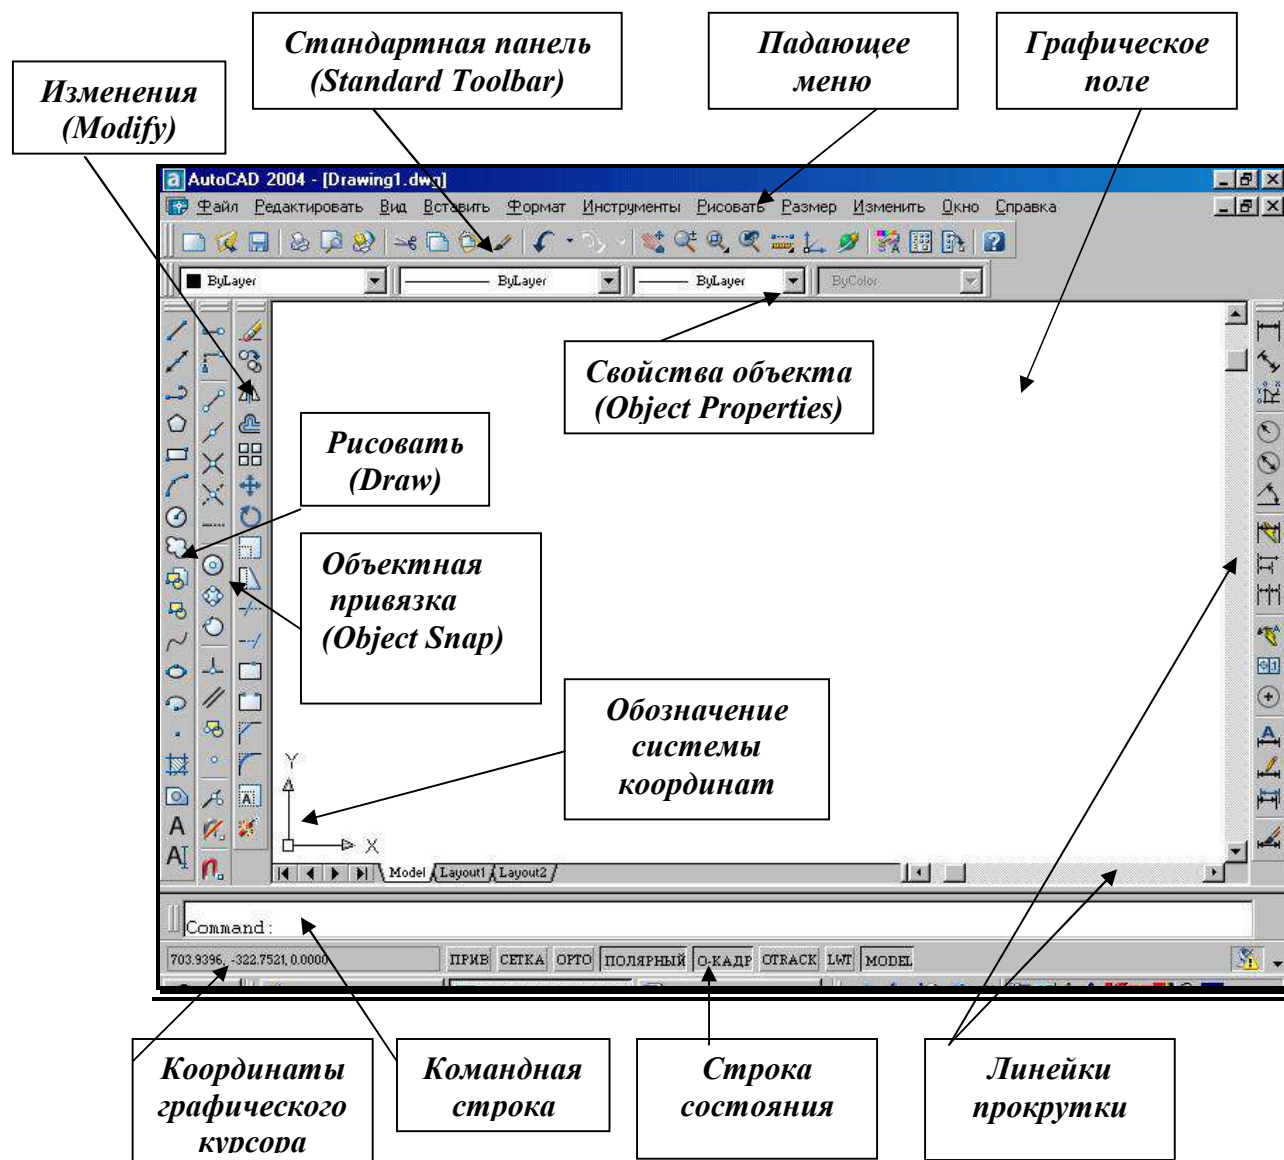 Стандартная панель
(Standard Toolbar)
Падающее
меню
Графическое
поле
Изменения
(Modify)
AutoCAD 2004 - [Drawing1.dwg]
Файл Редактировать Вид Вставить Формат Инструменты Рисовать Размер Изменить Окно Справка
ByLayer ByLayer ByLayer ByColor
Свойства объекта
(Object Properties)
Рисовать
(Draw)
Объектная
привязка
(Object Snap)
Обозначение
системы
координат
Y
X
Model Layout1 Layout2
Command:
703.9396, -322.7521, 0.0000 ПРИВ СЕТКА ОРТО ПОЛЯРНЫЙ О-КАДР OTRACK LWT MODEL
Координаты
графического
курсора
Командная
строка
Строка
состояния
Линейки
прокрутки